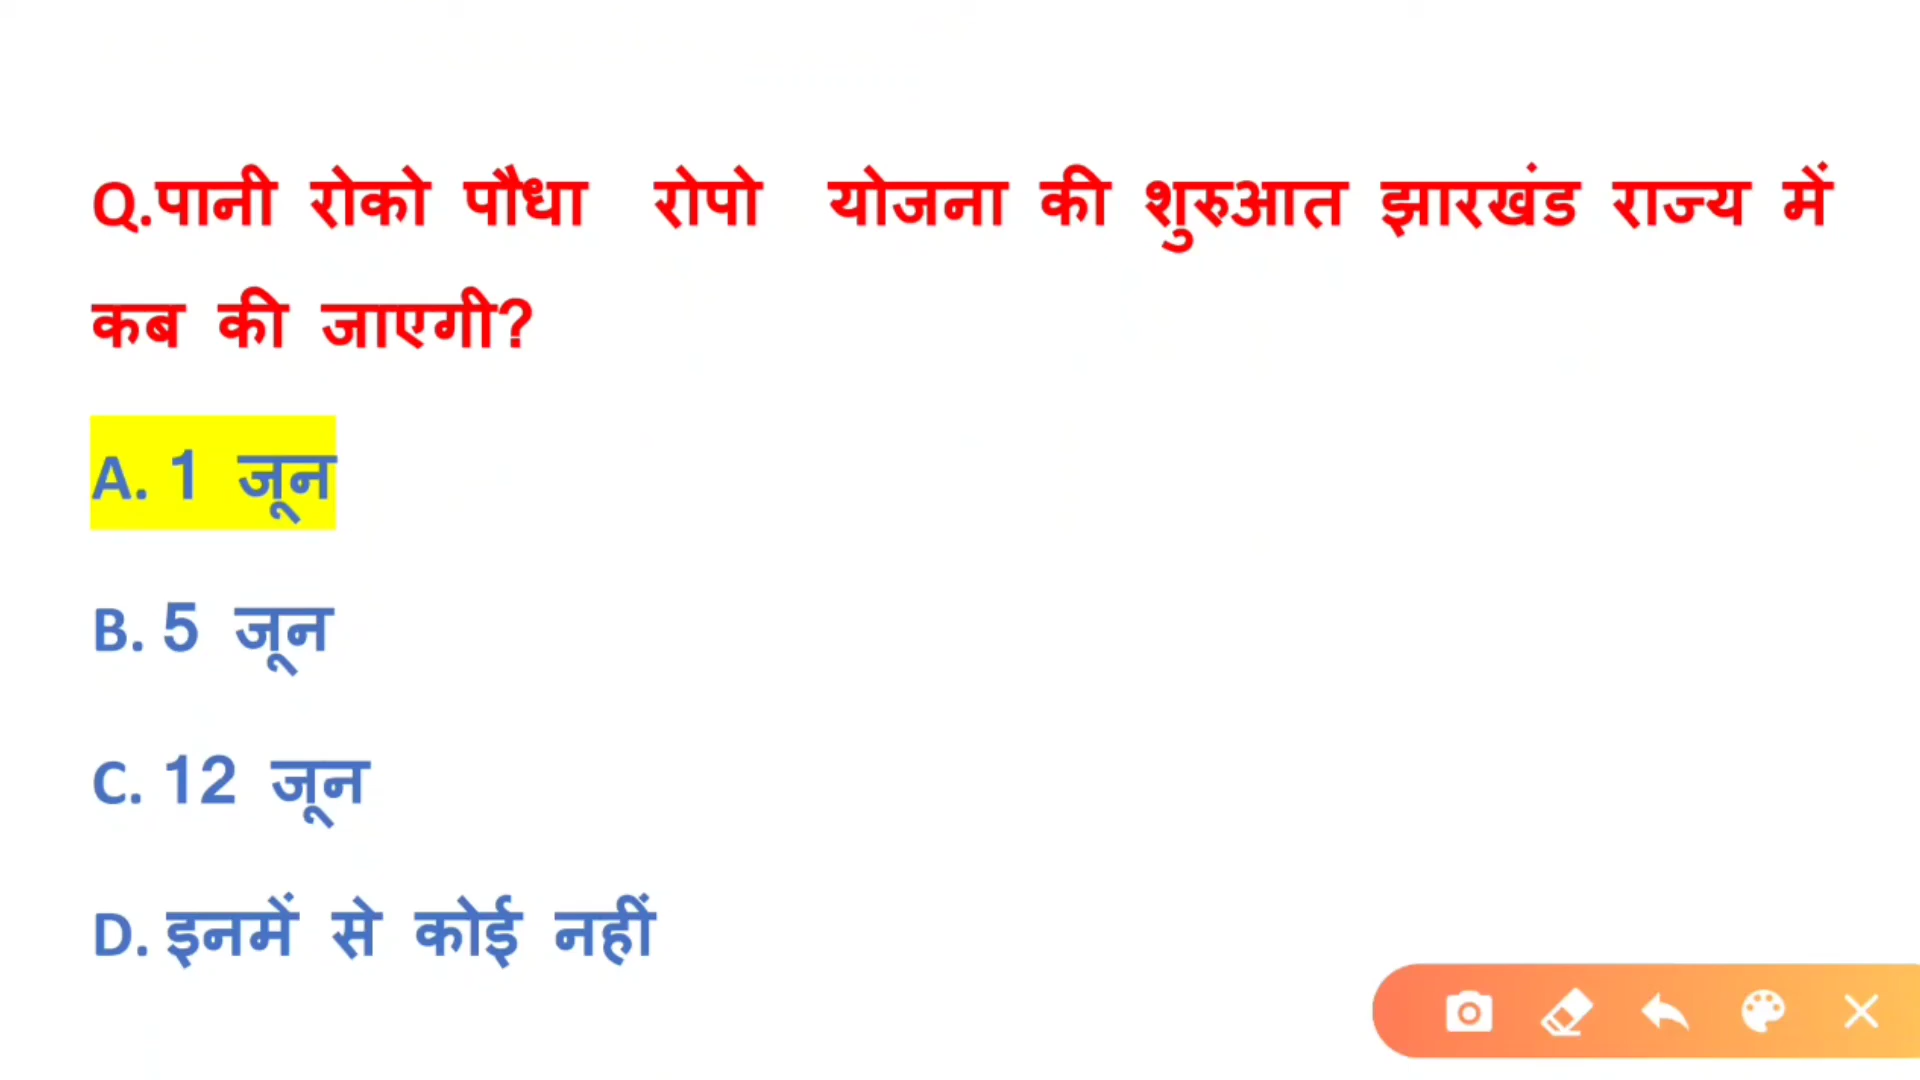 Q.पानी रोको पौधा रोपो योजना की शुरुआत झारखंड राज्य में
कब की जाएगी?
A. 1 जून
B. 5 जून
C. 12 जून
D. इनमें से कोई नहीं